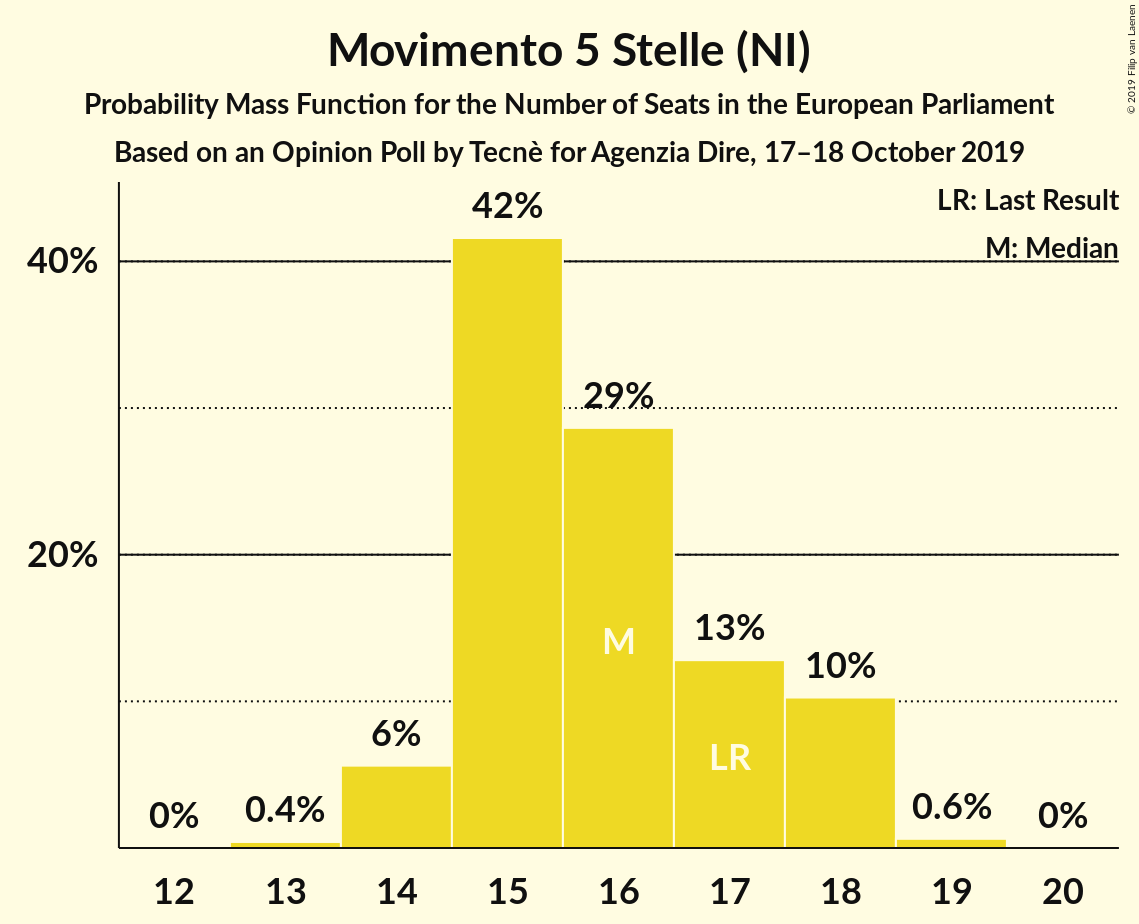 Movimento 5 Stelle (NI)
Probability Mass Function for the Number of Seats in the European Parliament
Based on an Opinion Poll by Tecnè for Agenzia Dire, 17–18 October 2019
© 2019 Filip van Laenen
LR: Last Result
M: Median
40%
20%
0%
0.4%
6%
42%
29%
13%
10%
0.6%
0%
M
LR
12 13 14 15 16 17 18 19 20